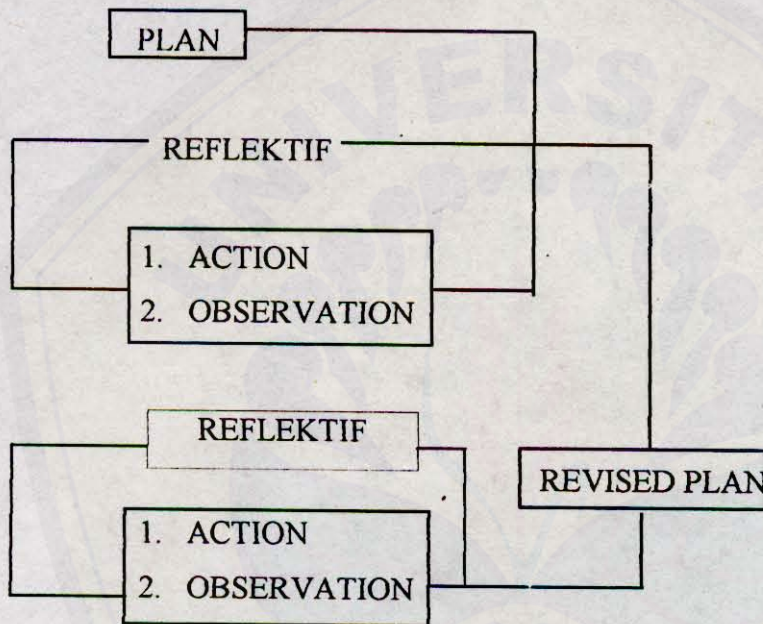 PLAN
REFLEKTIF
1. ACTION
2. OBSERVATION
REFLEKTIF
REVISED PLAN
1. ACTION
2. OBSERVATION